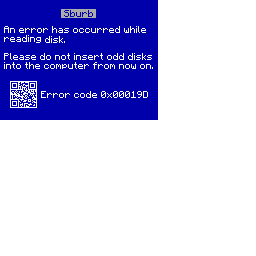 Sburb
An error has occurred while
reading disk.
Please do not insert odd disks
into the computer from now on.
Error code 0x00019D